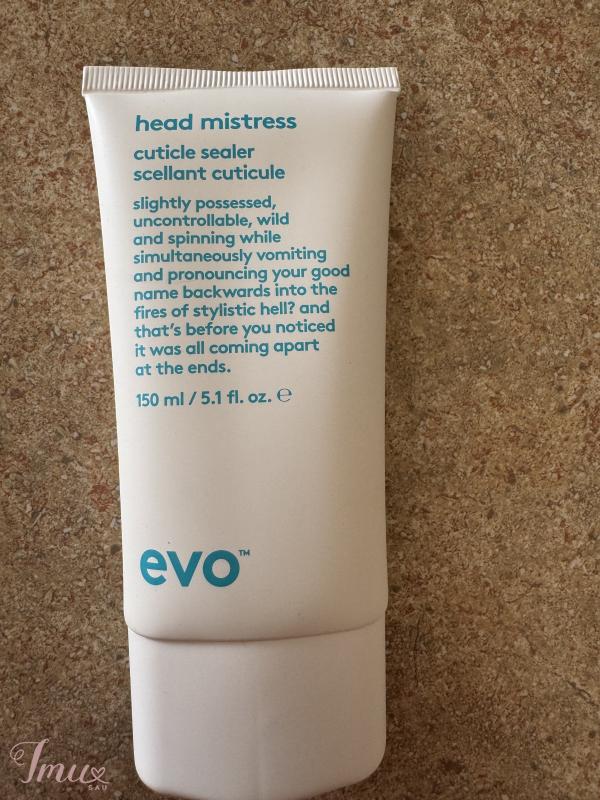 head mistress
cuticle sealer
scellant cuticule
slightly possessed,
uncontrollable, wild
and spinning while
simultaneously vomiting
and pronouncing your good
name backwards into the
fires of stylistic hell? and
that's before you noticed
it was all coming apart
at the ends.
150 ml / 5.1 fl. oz. ℮
evo™
SAU